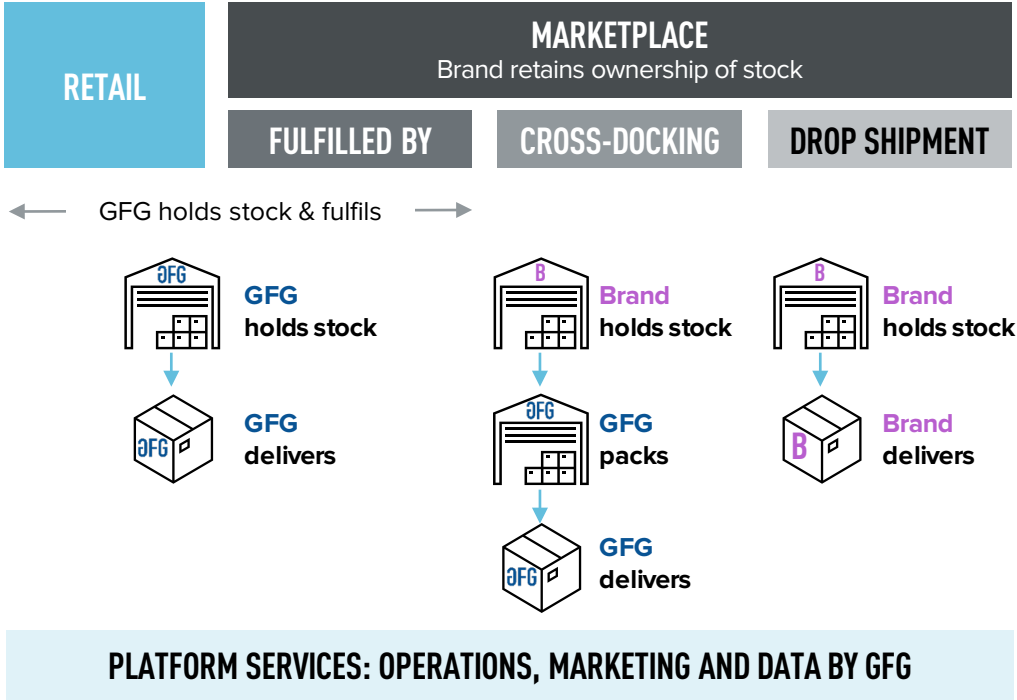 RETAIL
MARKETPLACE
Brand retains ownership of stock
FULFILLED BY
CROSS-DOCKING
DROP SHIPMENT
GFG holds stock & fulfils
GFG
GFG
holds stock
GFG
GFG
delivers
B
Brand
holds stock
GFG
GFG
packs
GFG
GFG
delivers
B
Brand
holds stock
B
Brand
delivers
PLATFORM SERVICES: OPERATIONS, MARKETING AND DATA BY GFG